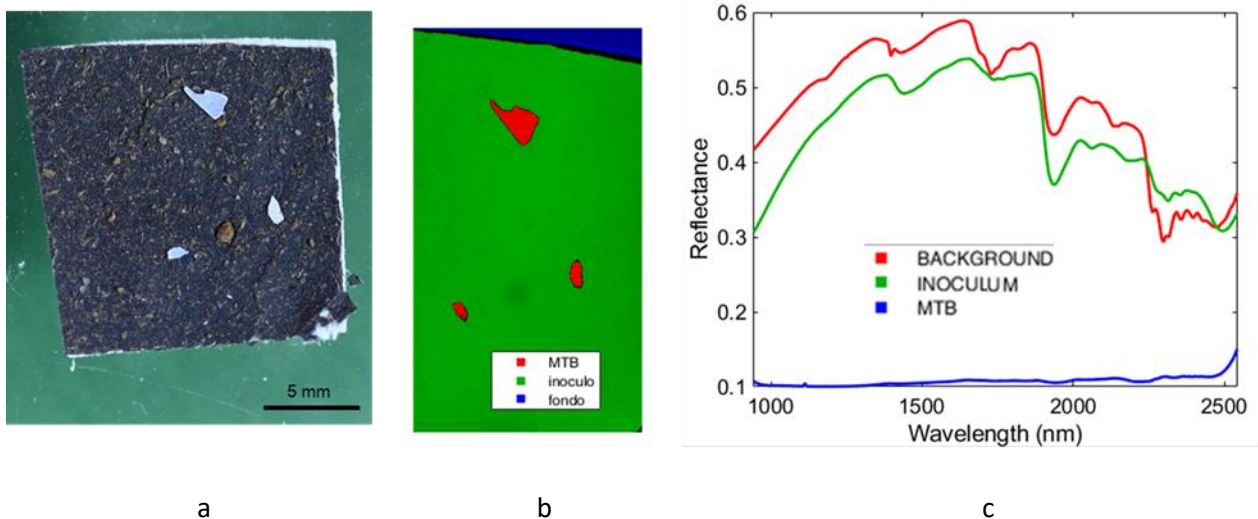 5 mm
MTB
inoculo
fondo
0.6
0.5
0.4
0.3
0.2
0.1
Reflectance
BACKGROUND
INOCULUM
MTB
1000 1500 2000 2500
Wavelength (nm)
a b c